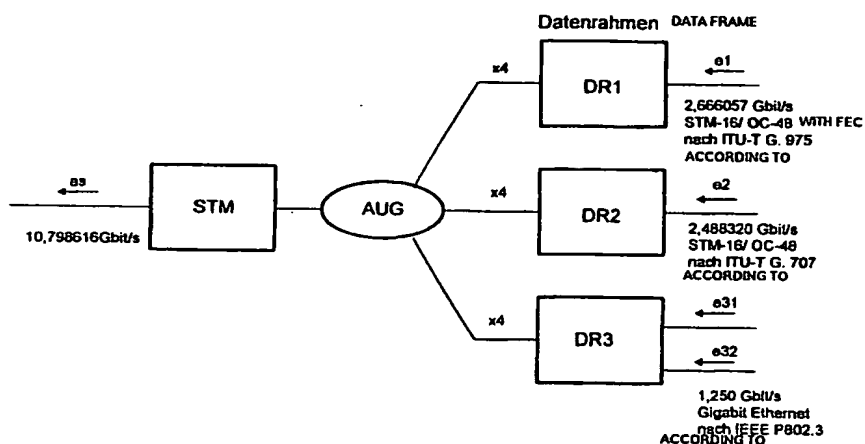 Datenrahmen DATA FRAME
x4
DR1
e1
2,666057 Gbit/s
STM-16/ OC-48 WITH FEC
nach ITU-T G. 975
ACCORDING TO
as
STM
AUG
x4
DR2
e2
10,798616Gbit/s
2,488320 Gbit/s
STM-16/ OC-48
nach ITU-T G. 707
ACCORDING TO
x4
DR3
e31
e32
1,250 Gbit/s
Gigabit Ethernet
nach IEEE P802.3
ACCORDING TO